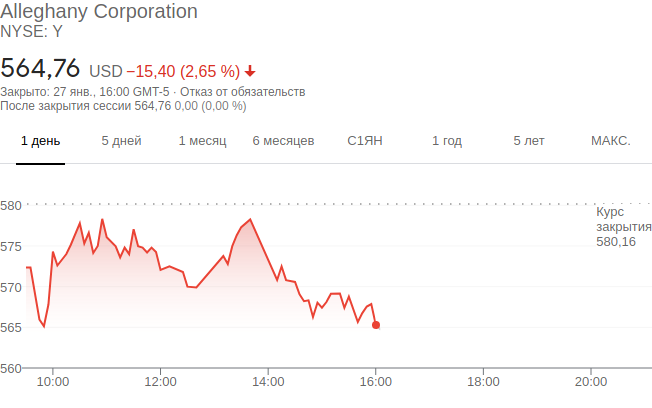 Alleghany Corporation
NYSE: Y
564,76 USD −15,40 (2,65 %)
Закрыто: 27 янв., 16:00 GMT-5 · Отказ от обязательств
После закрытия сессии 564,76 0,00 (0,00 %)
1 день 5 дней 1 месяц 6 месяцев С1ЯН 1 год 5 лет МАКС.
580
Курс
закрытия
580,16
575
570
565
560
10:00 12:00 14:00 16:00 18:00 20:00